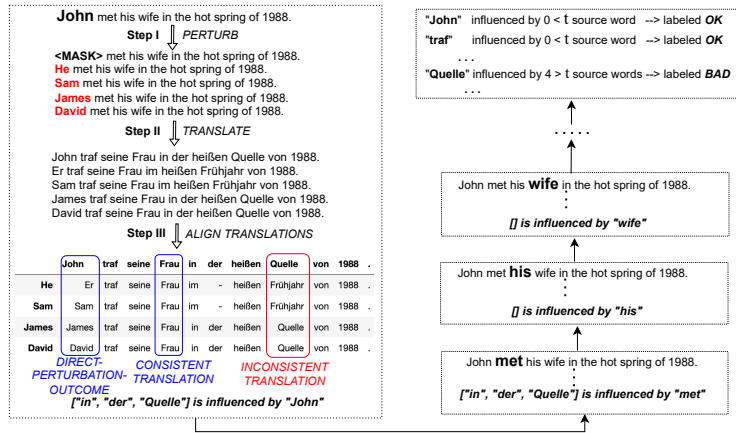 John met his wife in the hot spring of 1988.
Step I PERTURB
<MASK> met his wife in the hot spring of 1988.
He met his wife in the hot spring of 1988.
Sam met his wife in the hot spring of 1988.
James met his wife in the hot spring of 1988.
David met his wife in the hot spring of 1988.
Step II TRANSLATE
John traf seine Frau in der heißen Quelle von 1988.
Er traf seine Frau im heißen Frühjahr von 1988.
Sam traf seine Frau im heißen Frühjahr von 1988.
James traf seine Frau in der heißen Quelle von 1988.
David traf seine Frau in der heißen Quelle von 1988.
Step III ALIGN TRANSLATIONS
John traf seine Frau in der heißen Quelle von 1988 .
He Er traf seine Frau im - heißen Frühjahr von 1988 .
Sam Sam traf seine Frau im - heißen Frühjahr von 1988 .
James James traf seine Frau in der heißen Quelle von 1988 .
David David traf seine Frau in der heißen Quelle von 1988 .
DIRECT-
PERTURBATION-
OUTCOME
CONSISTENT
TRANSLATION
INCONSISTENT
TRANSLATION
["in", "der", "Quelle"] is influenced by "John"
John met his wife in the hot spring of 1988.
["in", "der", "Quelle"] is influenced by "met"
John met his wife in the hot spring of 1988.
[] is influenced by "his"
John met his wife in the hot spring of 1988.
[] is influenced by "wife"
"John" influenced by 0 < t source word --> labeled OK
"traf" influenced by 0 < t source word --> labeled OK
...
"Quelle" influenced by 4 > t source words --> labeled BAD
...